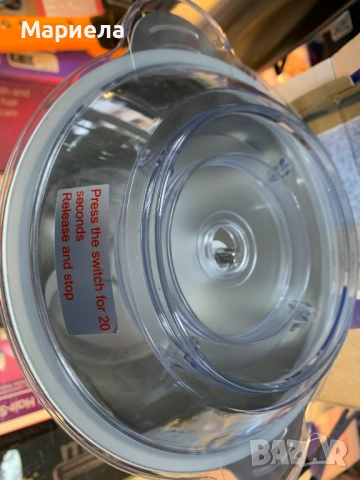 Мариела
Press the switch for 20
seconds
Release and stop
BAZAR